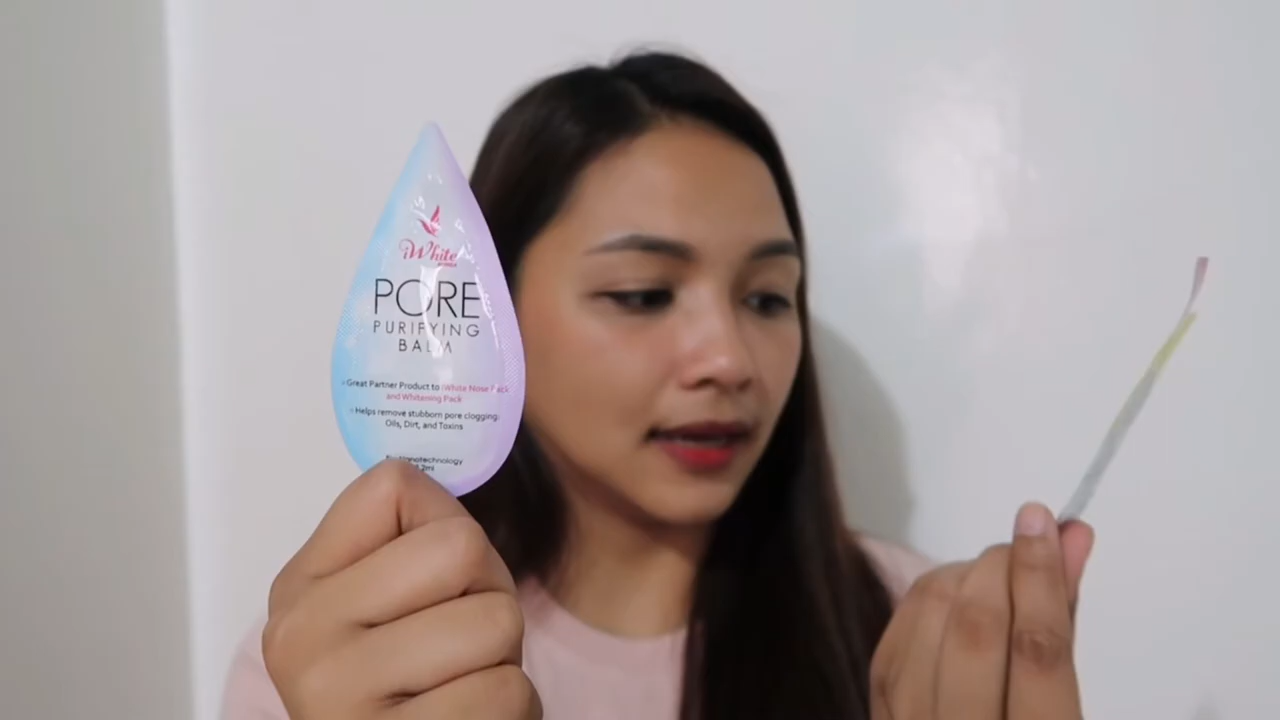 iWhite
PORE
PURIFYING
BALM
Great Partner Product to iWhite Nose Pack
and Whitening Pack
Helps remove stubborn pore clogging
Oils, Dirt, and Toxins
nanotechnology